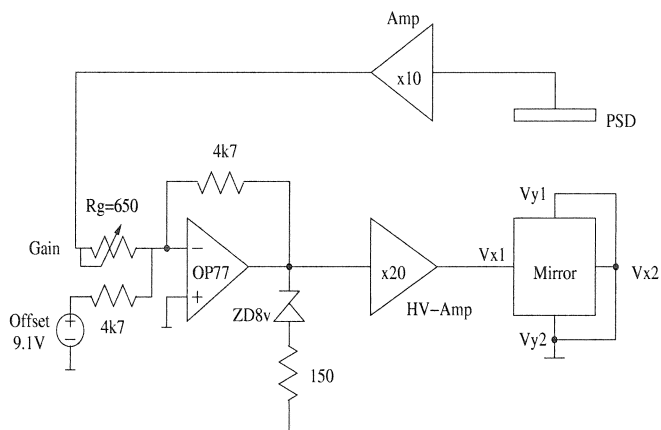 Amp
x10
PSD
4k7
Rg=650
Gain
OP77
4k7
Offset
9.1V
ZD8v
150
x20
HV-Amp
Vx1
Vy1
Mirror
Vx2
Vy2